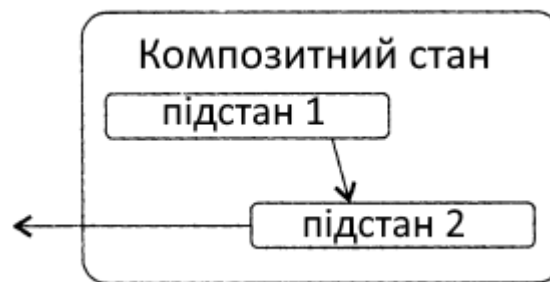 Композитний стан
підстан 1
підстан 2